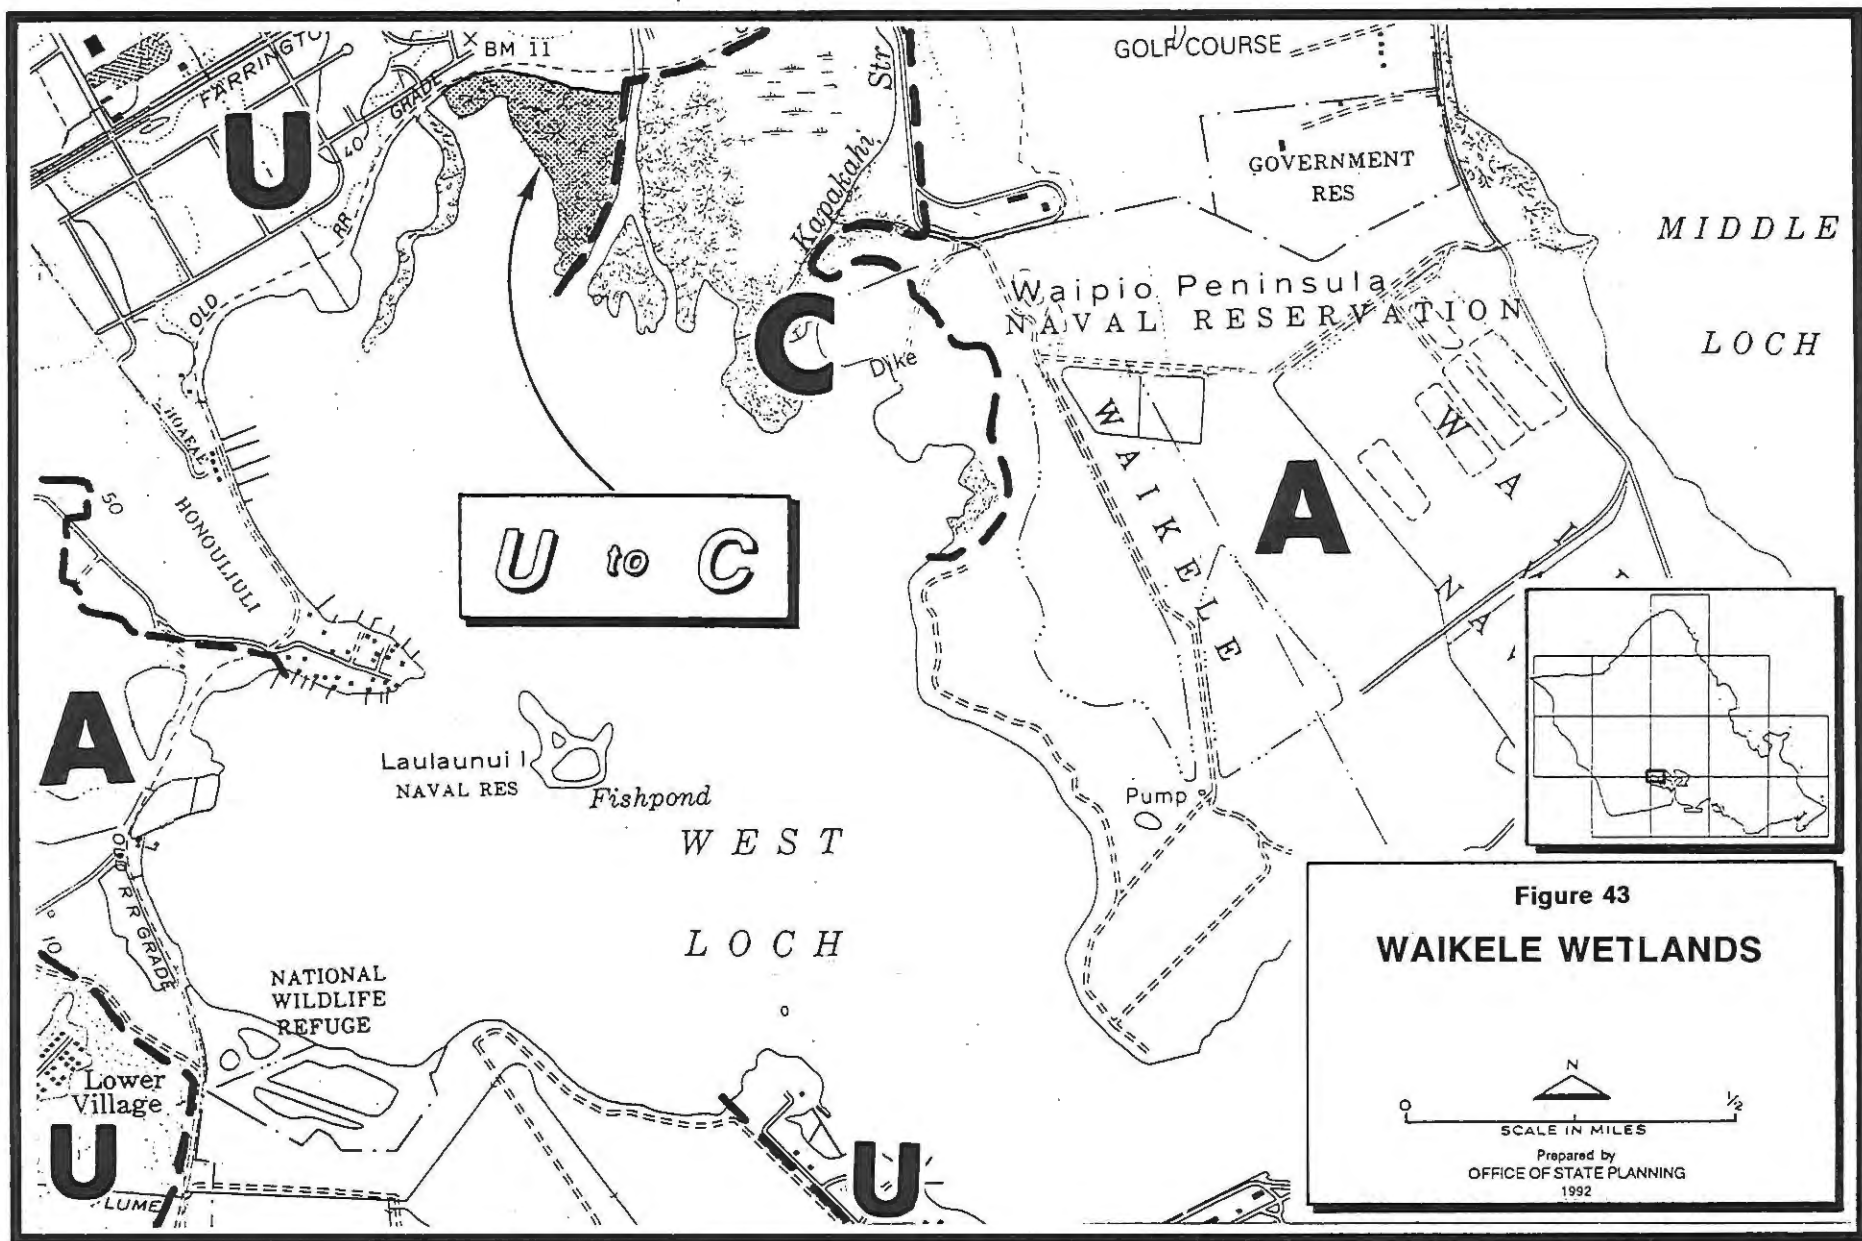 FARRINGTO
BM 11
GRADE
U
40
RR
OLD
Kapakahi
Str
GOLF COURSE
GOVERNMENT
RES
MIDDLE
LOCH
Waipio Peninsula
NAVAL RESERVATION
C
Dike
HOAEAE
50
HONOULIULI
U to C
WAIKELE
A
WA
A
Laulaunui I
NAVAL RES
Fishpond
WEST
LOCH
Pump
OLD RR GRADE
10
NATIONAL
WILDLIFE
REFUGE
Lower
Village
U
LUME
U
Figure 43
WAIKELE WETLANDS
N
0 1/2
SCALE IN MILES
Prepared by
OFFICE OF STATE PLANNING
1992